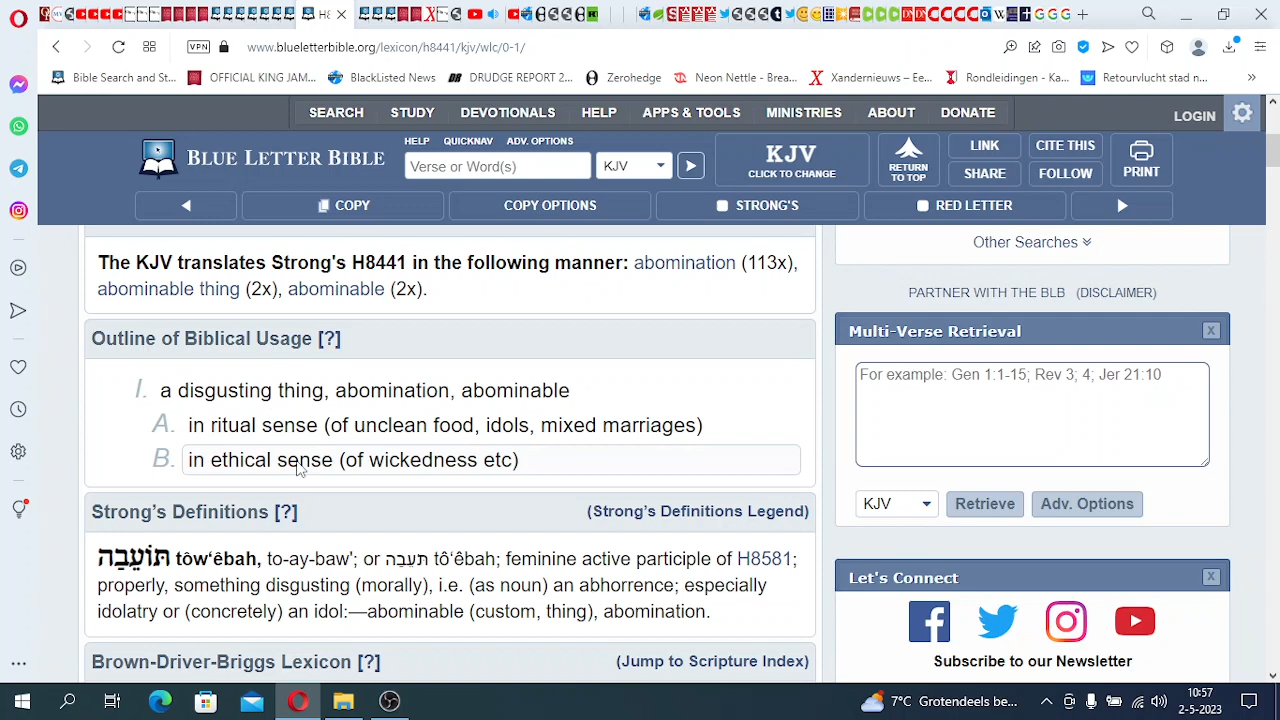 VPN
www.blueletterbible.org/lexicon/h8441/kjv/wlc/0-1/
Bible Search and St...
OFFICIAL KING JAM...
BlackListed News
DRUDGE REPORT 2...
Zerohedge
Neon Nettle - Brea...
Xandernieuws – Ee...
Rondleidingen - Ka...
Retourvlucht stad n...
SEARCH STUDY DEVOTIONALS HELP APPS & TOOLS MINISTRIES ABOUT DONATE LOGIN
BLUE LETTER BIBLE
HELP QUICKNAV ADV. OPTIONS
Verse or Word(s)
KJV
KJV
CLICK TO CHANGE
RETURN
TO TOP
LINK
CITE THIS
SHARE
FOLLOW
PRINT
COPY
COPY OPTIONS
STRONG'S
RED LETTER
The KJV translates Strong's H8441 in the following manner: abomination (113x),
abominable thing (2x), abominable (2x).
Outline of Biblical Usage [?]
I. a disgusting thing, abomination, abominable
A. in ritual sense (of unclean food, idols, mixed marriages)
B. in ethical sense (of wickedness etc)
Strong's Definitions [?] (Strong's Definitions Legend)
תּוֹעֵבַה tôwʻêbah, to-ay-baw'; or תֹּעֵבַה tôʻêbah; feminine active participle of H8581;
properly, something disgusting (morally), i.e. (as noun) an abhorrence; especially
idolatry or (concretely) an idol:—abominable (custom, thing), abomination.
Brown-Driver-Briggs Lexicon [?] (Jump to Scripture Index)
Other Searches
PARTNER WITH THE BLB (DISCLAIMER)
Multi-Verse Retrieval X
For example: Gen 1:1-15; Rev 3; 4; Jer 21:10
KJV Retrieve Adv. Options
Let's Connect X
Subscribe to our Newsletter
7°C Grotendeels be...
10:57
2-5-2023